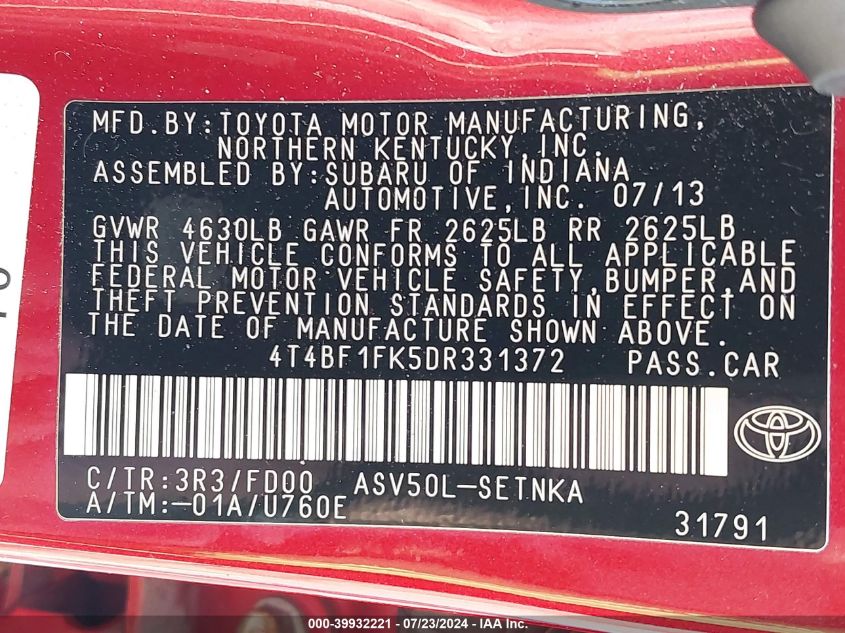 MFD.BY:TOYOTA MOTOR MANUFACTURING,
NORTHERN KENTUCKY,INC.
ASSEMBLED BY:SUBARU OF INDIANA
AUTOMOTIVE,INC. 07/13
GVWR 4630LB GAWR FR 2625LB RR 2625LB
THIS VEHICLE CONFORMS TO ALL APPLICABLE
FEDERAL MOTOR VEHICLE SAFETY,BUMPER,AND
THEFT PREVENTION STANDARDS IN EFFECT ON
THE DATE OF MANUFACTURE SHOWN ABOVE.
4T4BF1FK5DR331372 PASS.CAR
C/TR:3R3/FD00 ASV50L-SETNKA
A/TM:-01A/U760E
31791
000-39932221 - 07/23/2024 - IAA Inc.